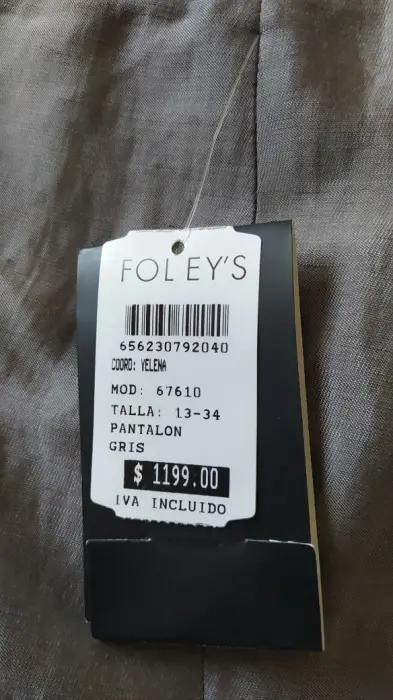 FOLEY'S
656230792040
COORD: YELENA
MOD: 67610
TALLA: 13-34
PANTALON
GRIS
$ 1199.00
IVA INCLUIDO